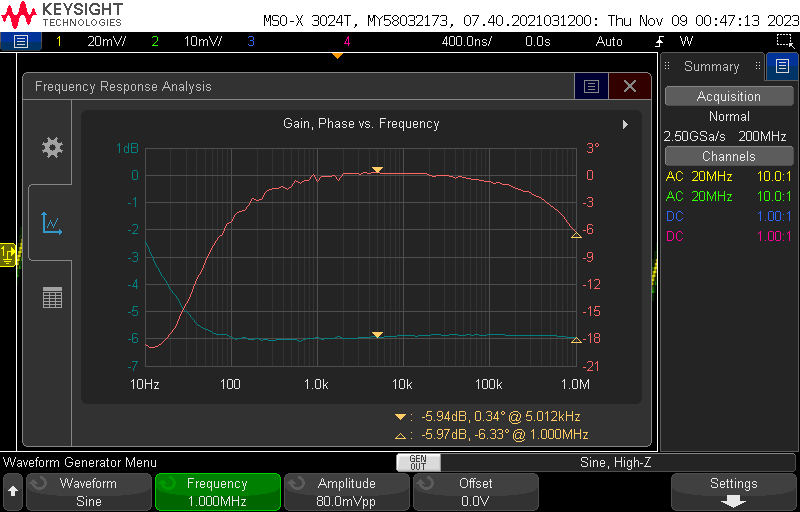 KEYSIGHT
TECHNOLOGIES
MSO-X 3024T, MY58032173, 07.40.2021031200: Thu Nov 09 00:47:13 2023
1 20mV/ 2 10mV/ 3 4 400.0ns/ 0.0s Auto W
Frequency Response Analysis
Summary
Acquisition
Normal
2.50GSa/s 200MHz
Channels
AC 20MHz 10.0:1
AC 20MHz 10.0:1
DC 1.00:1
DC 1.00:1
Gain, Phase vs. Frequency
1dB 3°
0 0
-1 -3
-2 -6
-3 -9
-4 -12
-5 -15
-6 -18
-7 -21
10Hz 100 1.0k 10k 100k 1.0M
: -5.94dB, 0.34° @ 5.012kHz
: -5.97dB, -6.33° @ 1.000MHz
1
Waveform Generator Menu
GEN
OUT
Sine, High-Z
Waveform
Sine
Frequency
1.000MHz
Amplitude
80.0mVpp
Offset
0.0V
Settings